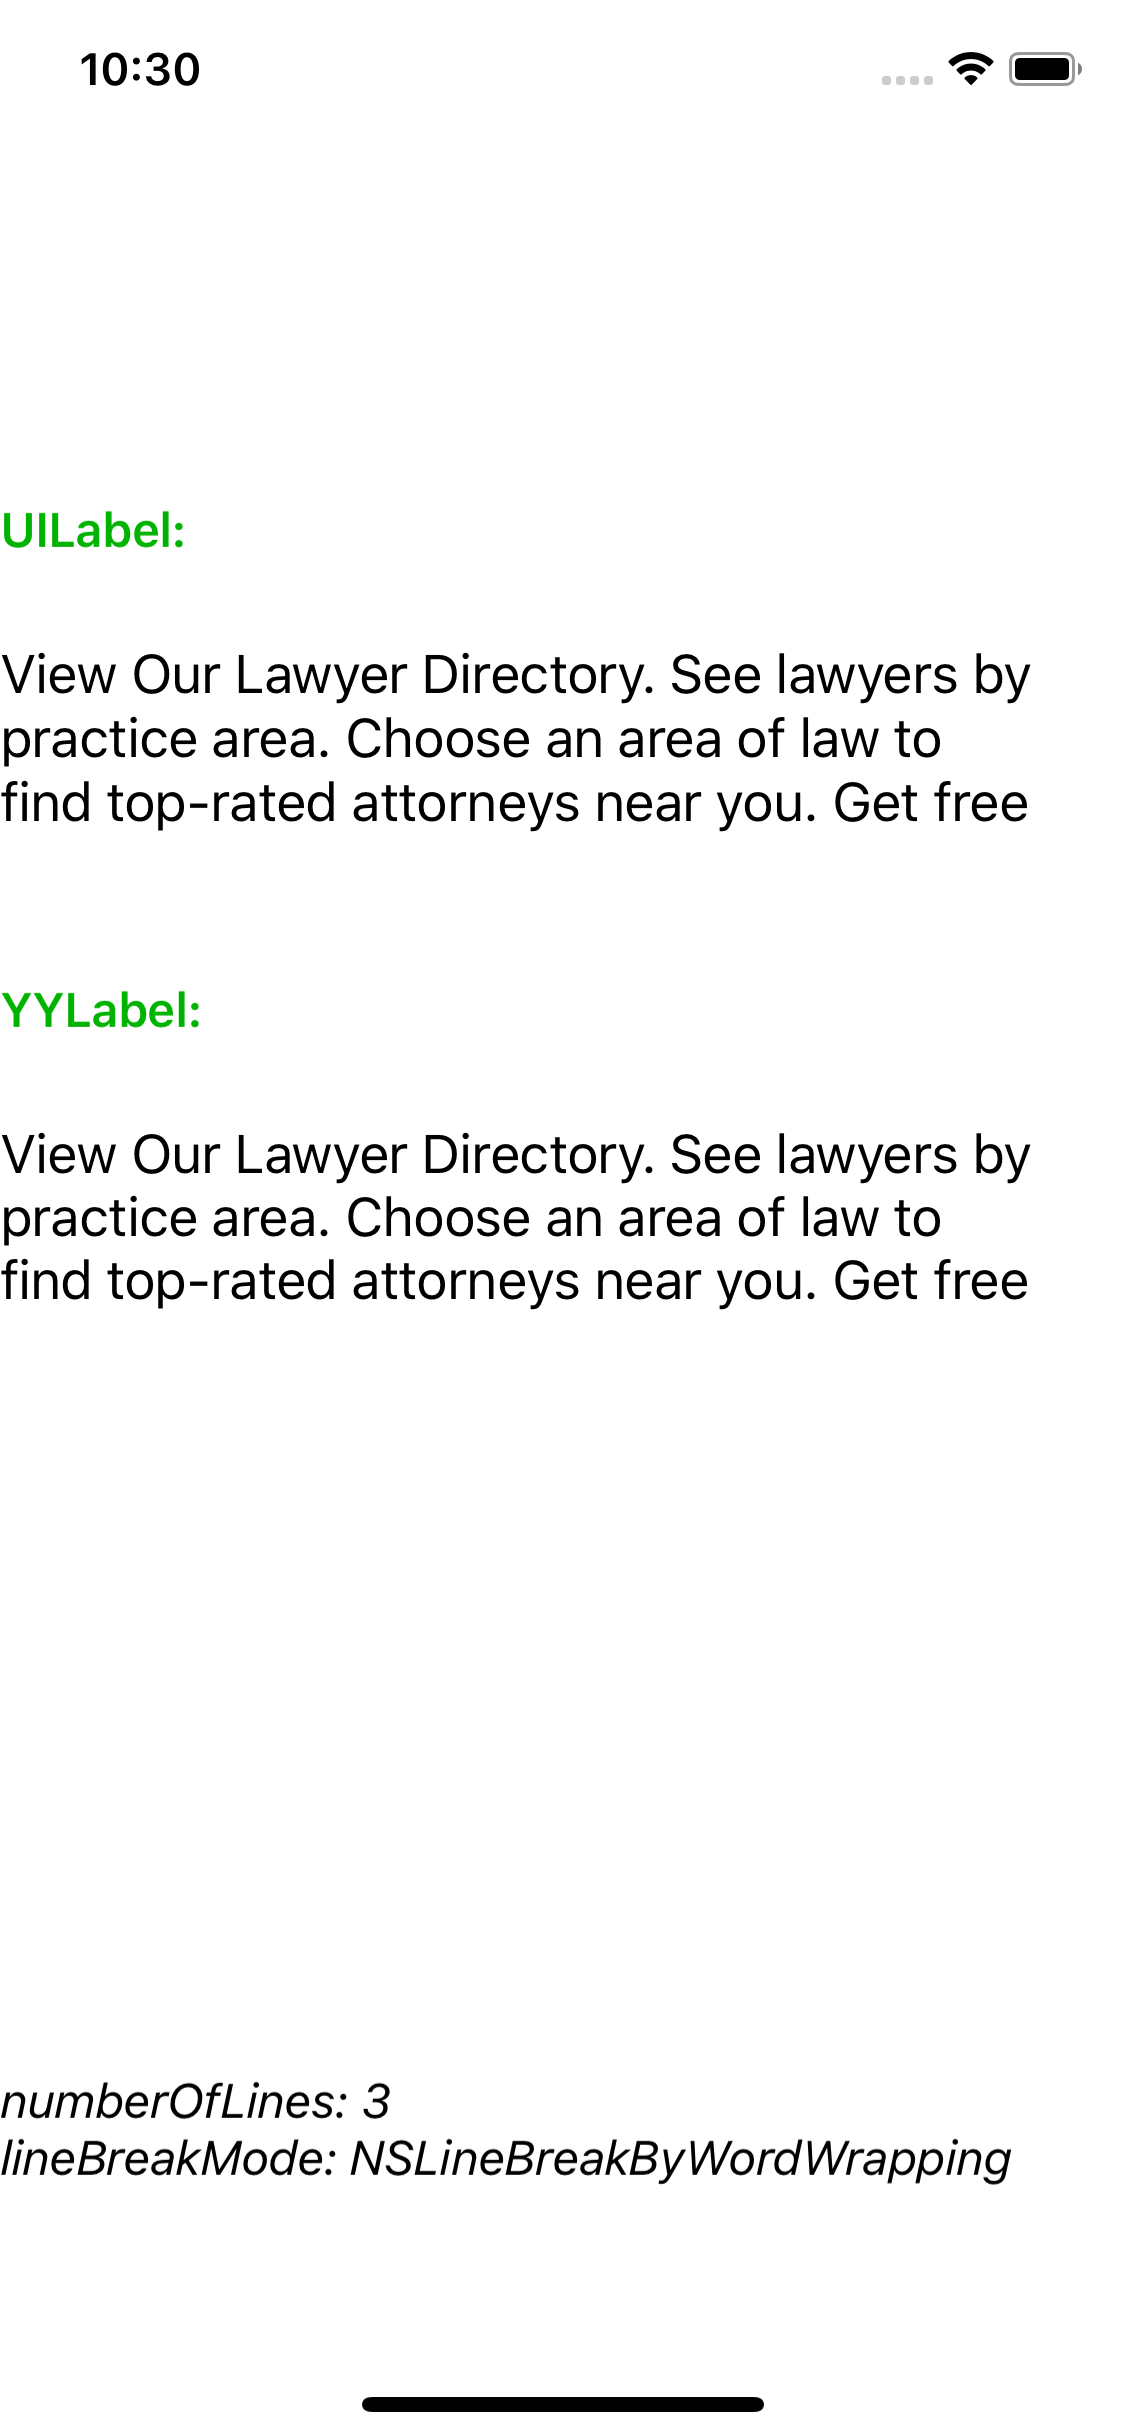 10:30
UILabel:
View Our Lawyer Directory. See lawyers by
practice area. Choose an area of law to
find top-rated attorneys near you. Get free
YYLabel:
View Our Lawyer Directory. See lawyers by
practice area. Choose an area of law to
find top-rated attorneys near you. Get free
numberOfLines: 3
lineBreakMode: NSLineBreakByWordWrapping